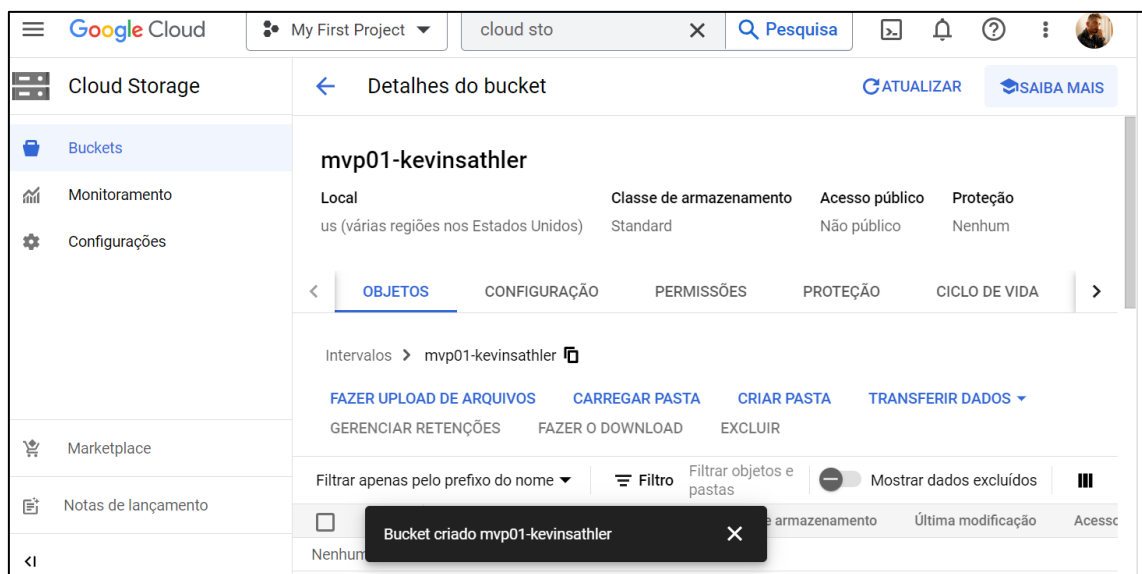 Google Cloud
My First Project
cloud sto
Pesquisa
Cloud Storage
Detalhes do bucket
ATUALIZAR
SAIBA MAIS
Buckets
Monitoramento
Configurações
Marketplace
Notas de lançamento
mvp01-kevinsathler
Local
Classe de armazenamento
Acesso público
Proteção
us (várias regiões nos Estados Unidos)
Standard
Não público
Nenhum
OBJETOS
CONFIGURAÇÃO
PERMISSÕES
PROTEÇÃO
CICLO DE VIDA
Intervalos > mvp01-kevinsathler
FAZER UPLOAD DE ARQUIVOS
CARREGAR PASTA
CRIAR PASTA
TRANSFERIR DADOS
GERENCIAR RETENÇÕES
FAZER O DOWNLOAD
EXCLUIR
Filtrar apenas pelo prefixo do nome
Filtro
Filtrar objetos e
pastas
Mostrar dados excluídos
e armazenamento
Última modificação
Acesso
Bucket criado mvp01-kevinsathler
Nenhum